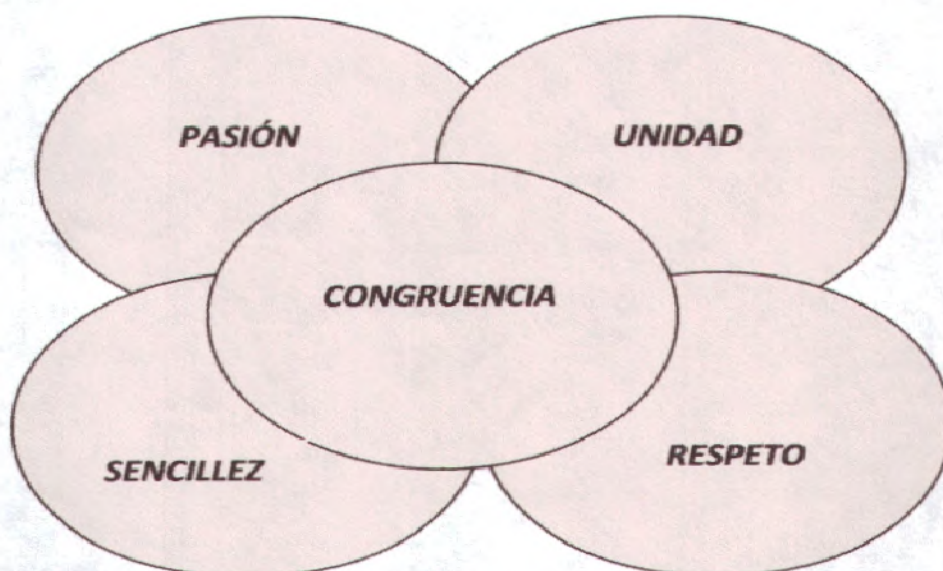 PASIÓN
UNIDAD
CONGRUENCIA
SENCILLEZ
RESPETO